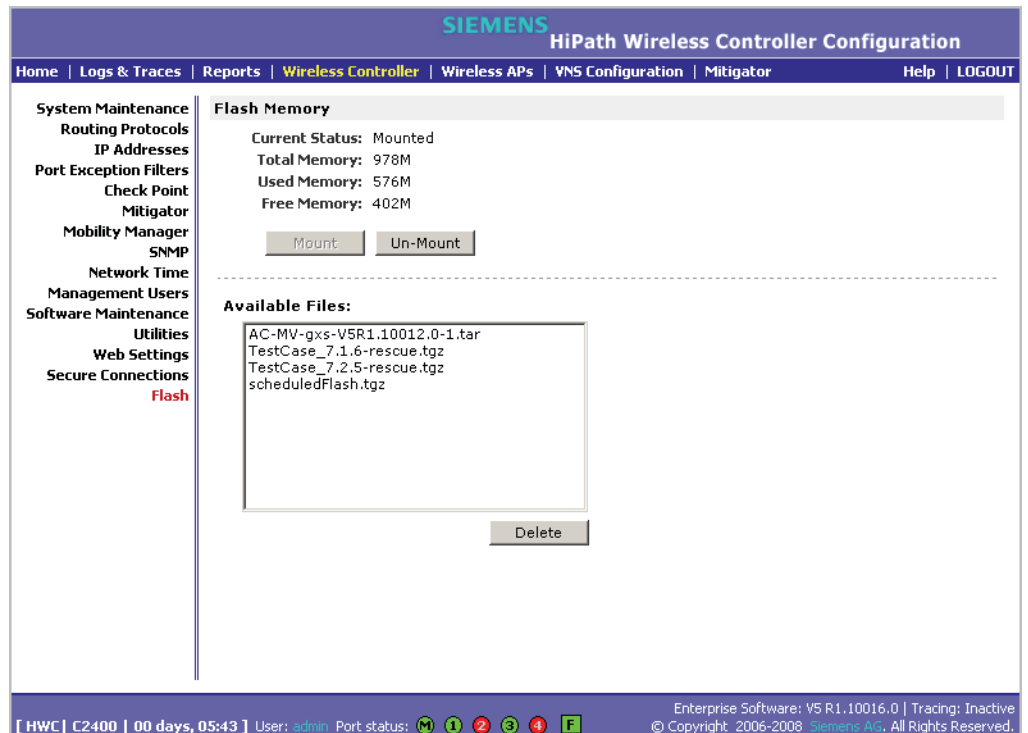 SIEMENS
HiPath Wireless Controller Configuration
Home | Logs & Traces | Reports | Wireless Controller | Wireless APs | VNS Configuration | Mitigator Help | LOGOUT
System Maintenance
Routing Protocols
IP Addresses
Port Exception Filters
Check Point
Mitigator
Mobility Manager
SNMP
Network Time
Management Users
Software Maintenance
Utilities
Web Settings
Secure Connections
Flash
Flash Memory
Current Status: Mounted
Total Memory: 978M
Used Memory: 576M
Free Memory: 402M
Mount Un-Mount
Available Files:
AC-MV-gxs-V5R1.10012.0-1.tar
TestCase_7.1.6-rescue.tgz
TestCase_7.2.5-rescue.tgz
scheduledFlash.tgz
Delete
Enterprise Software: V5 R1.10016.0 | Tracing: Inactive
[ HWC| C2400 | 00 days, 05:43 ] User: admin Port status: M 1 2 3 4 F © Copyright 2006-2008 Siemens AG. All Rights Reserved.